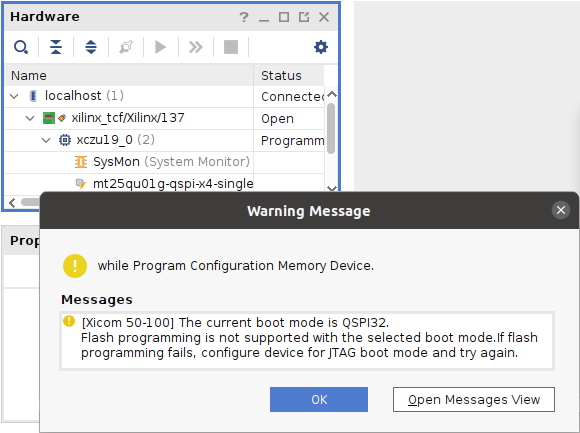 Hardware
Name Status
localhost (1) Connected
xilinx_tcf/Xilinx/137 Open
xczu19_0 (2) Programm
SysMon (System Monitor)
mt25qu01g-qspi-x4-single
Prop
Warning Message
while Program Configuration Memory Device.
Messages
[Xicom 50-100] The current boot mode is QSPI32.
Flash programming is not supported with the selected boot mode.If flash
programming fails, configure device for JTAG boot mode and try again.
OK Open Messages View